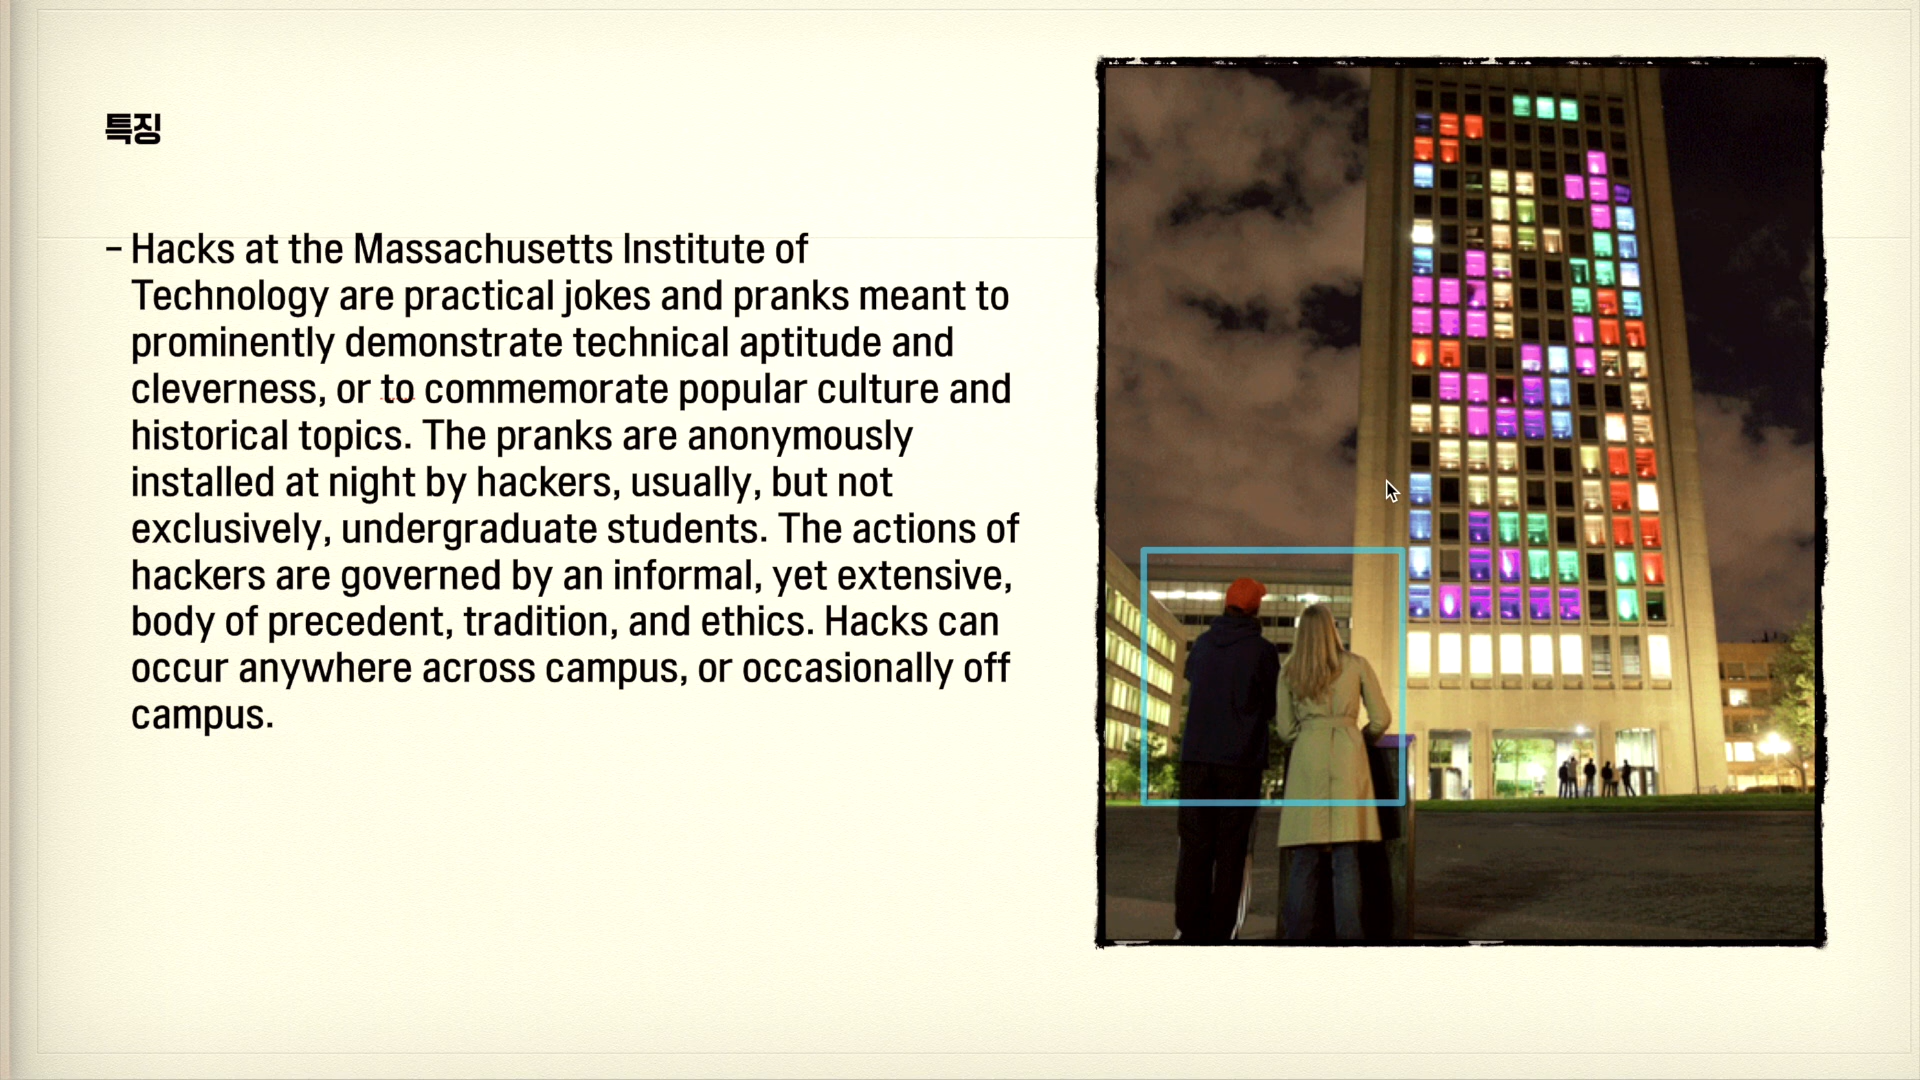 특징
– Hacks at the Massachusetts Institute of
Technology are practical jokes and pranks meant to
prominently demonstrate technical aptitude and
cleverness, or to commemorate popular culture and
historical topics. The pranks are anonymously
installed at night by hackers, usually, but not
exclusively, undergraduate students. The actions of
hackers are governed by an informal, yet extensive,
body of precedent, tradition, and ethics. Hacks can
occur anywhere across campus, or occasionally off
campus.